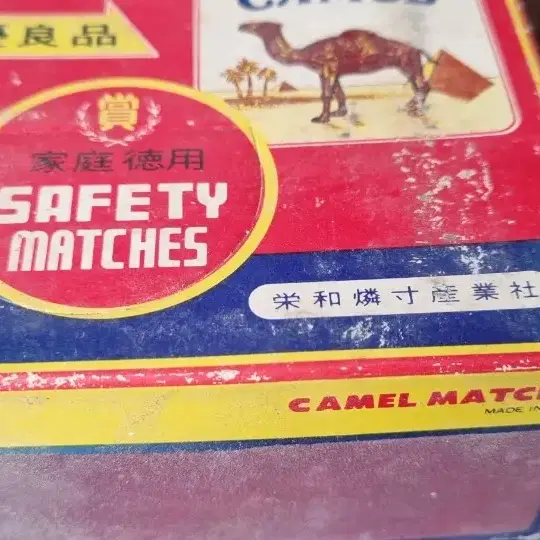 優良品
CAMEL
賞
家庭徳用
SAFETY
MATCHES
栄和燐寸産業社
CAMEL MATC
MADE IN